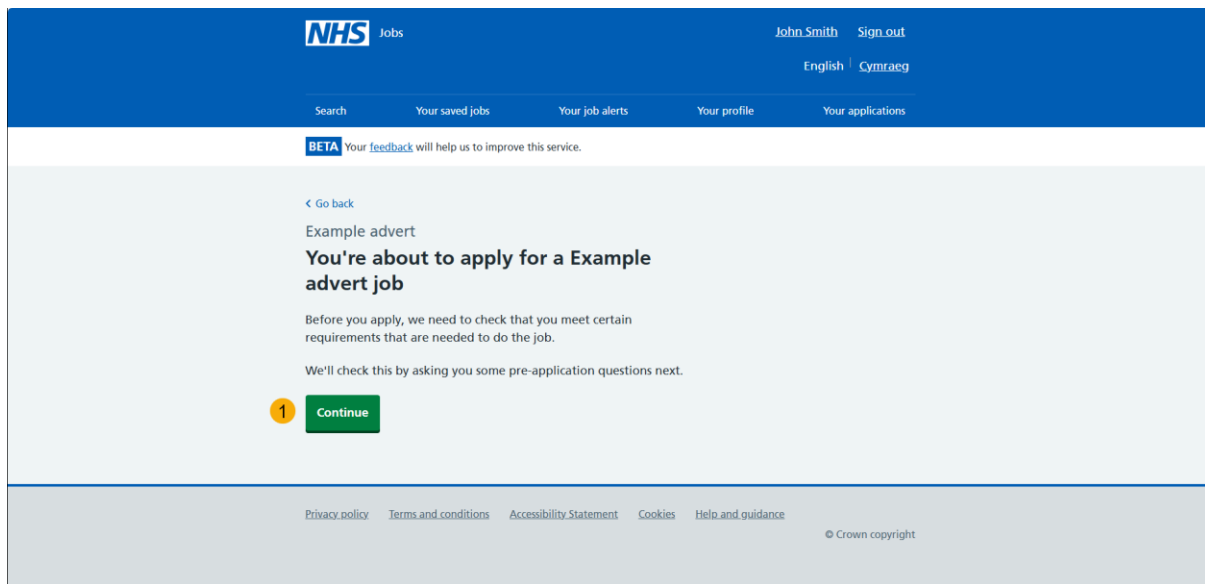 NHS Jobs
John Smith Sign out
English Cymraeg
Search Your saved jobs Your job alerts Your profile Your applications
BETA Your feedback will help us to improve this service.
Go back
Example advert
You're about to apply for a Example
advert job
Before you apply, we need to check that you meet certain
requirements that are needed to do the job.
We'll check this by asking you some pre-application questions next.
1 Continue
Privacy policy Terms and conditions Accessibility Statement Cookies Help and guidance
© Crown copyright